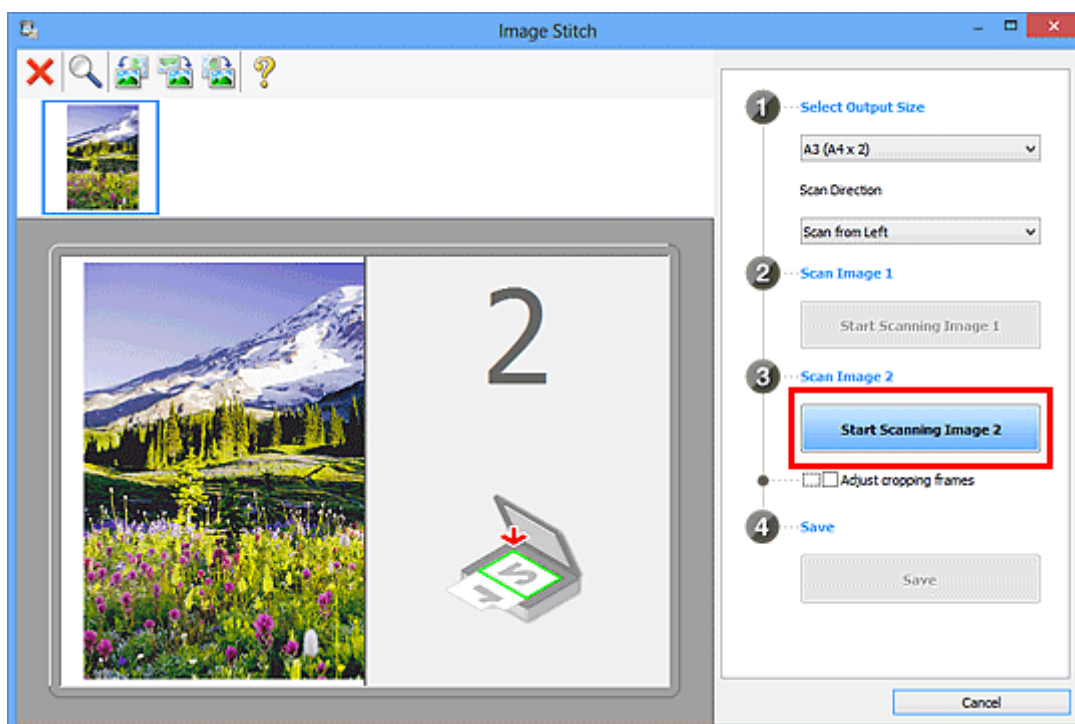 Image Stitch
1 Select Output Size
A3 (A4 x 2)
Scan Direction
Scan from Left
2 Scan Image 1
Start Scanning Image 1
3 Scan Image 2
Start Scanning Image 2
Adjust cropping frames
4 Save
Save
Cancel
2
1 2